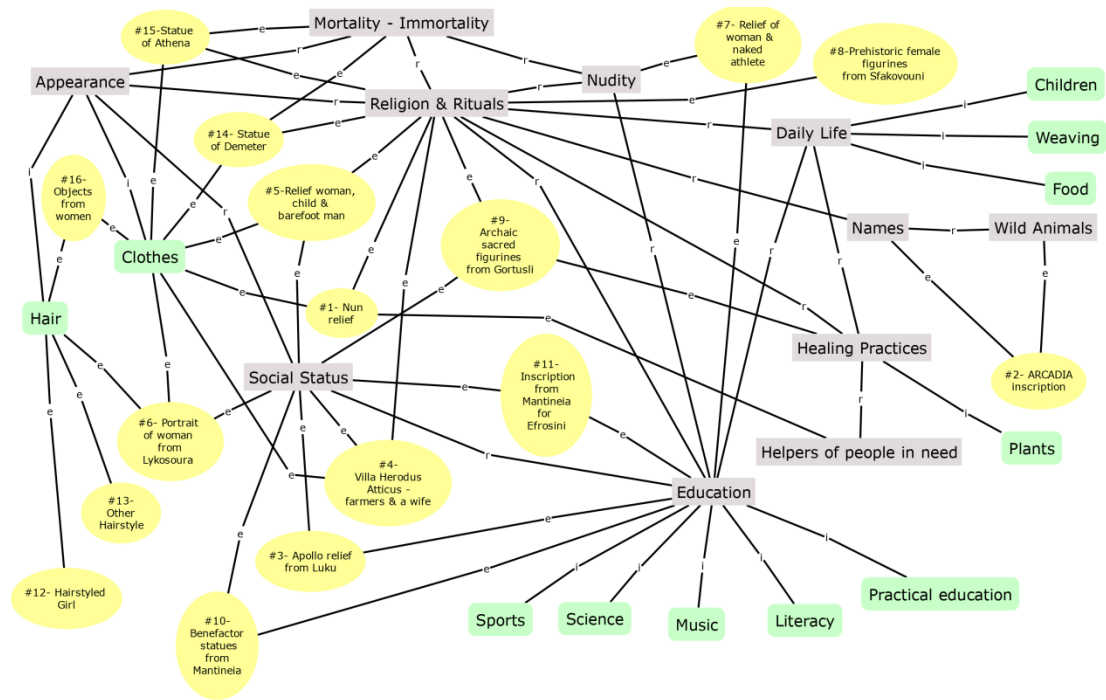 Mortality - Immortality
#15-Statue
of Athena
e
r
r
e
r
#7- Relief of
woman &
naked
athlete
e
#8-Prehistoric female
figurines
from Sfakovouni
Appearance
Nudity
e
e
r
r
e
Religion & Rituals
Children
i
#14- Statue
of Demeter
e
r
Daily Life
i
Weaving
i
Food
#16-
Objects
from
women
i
i
e
e
r
#5-Relief woman,
child &
barefoot man
e
e
r
r
r
e
e
e
Clothes
#9-
Archaic
sacred
figurines
from Gortusli
Names
r
Wild Animals
r
e
r
e
e
e
e
e
e
e
e
#1- Nun
relief
e
e
r
Hair
Healing Practices
e
e
e
e
e
Social Status
e
#11-
Inscription
from
Mantineia
for
Efrosini
#2- ARCADIA
inscription
r
i
#6- Portrait
of woman
from
Lykosoura
e
e
e
e
r
e
Helpers of people in need
Plants
#13-
Other
Hairstyle
e
#4-
Villa Herodus
Atticus -
farmers & a wife
Education
e
#3- Apollo relief
from Luku
e
e
i
i
i
i
i
#12- Hairstyled
Girl
#10-
Benefactor
statues
from
Mantineia
Sports
Science
Music
Literacy
Practical education